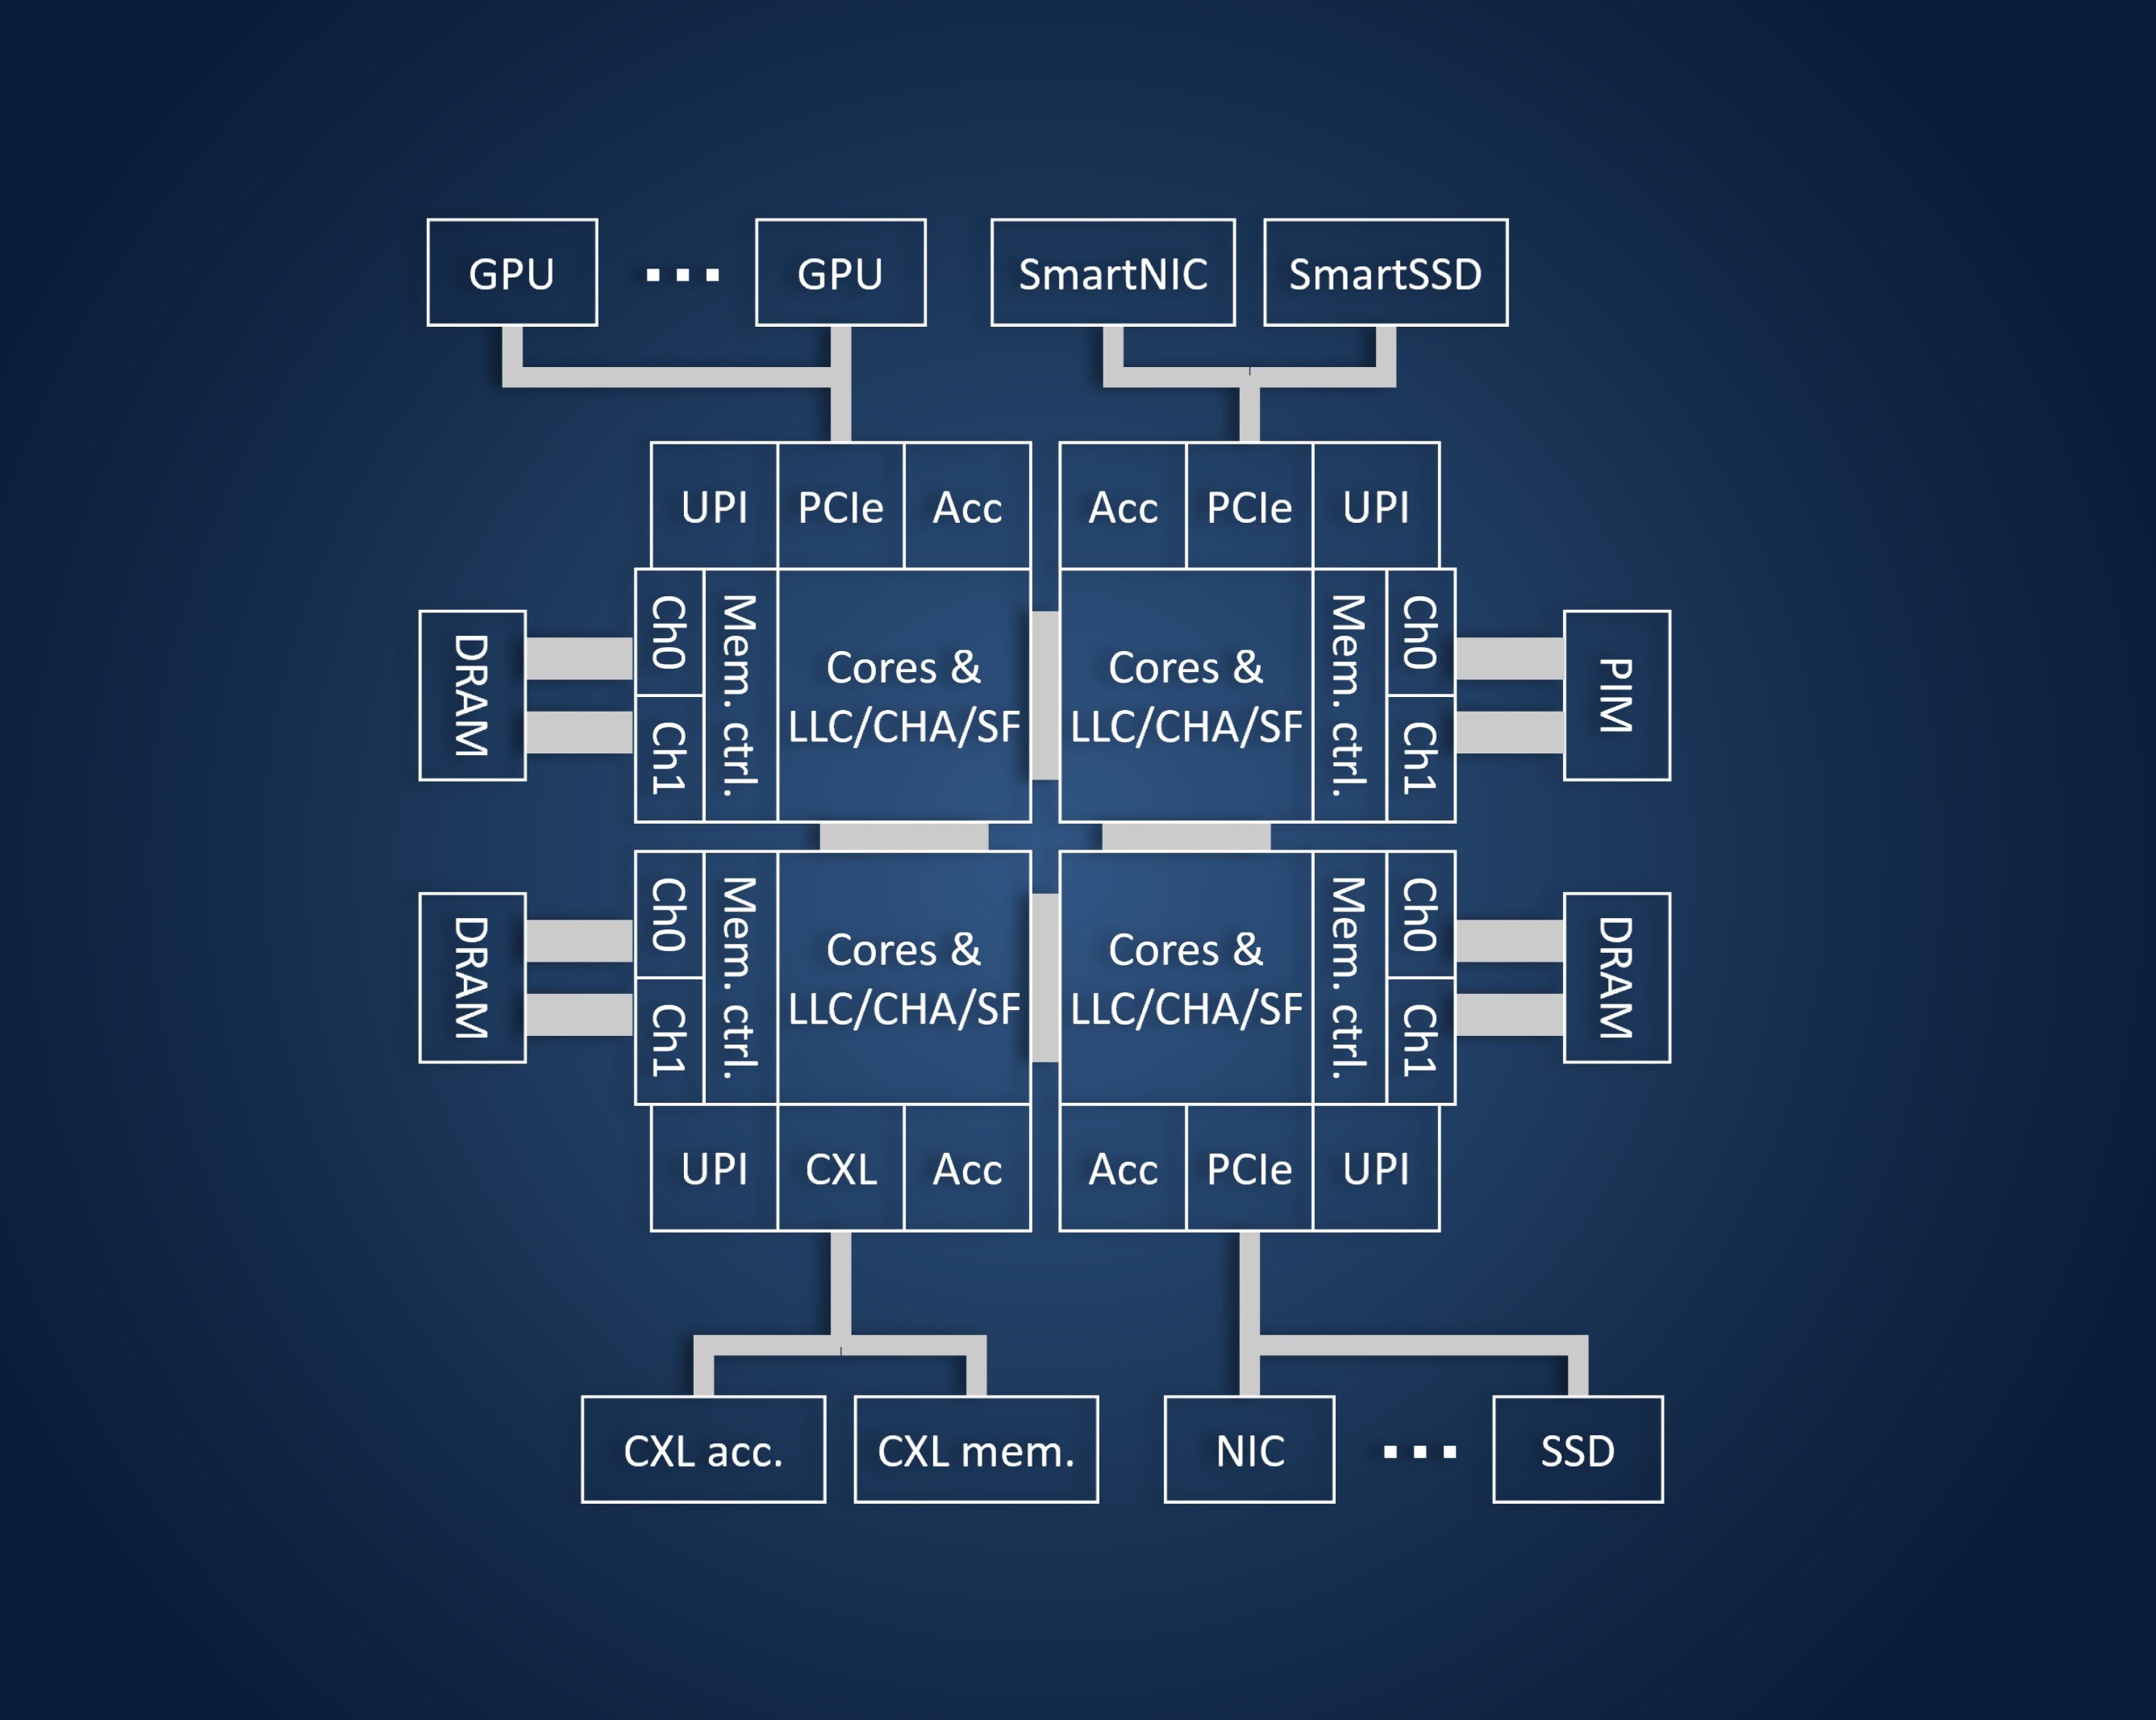 GPU
...
GPU
SmartNIC
SmartSSD
UPI
PCIe
Acc
Acc
PCIe
UPI
DRAM
Ch0
Ch1
Mem. ctrl.
Cores &
LLC/CHA/SF
Cores &
LLC/CHA/SF
Mem. ctrl.
Ch0
Ch1
PIM
DRAM
Ch0
Ch1
Mem. ctrl.
Cores &
LLC/CHA/SF
Cores &
LLC/CHA/SF
Mem. ctrl.
Ch0
Ch1
DRAM
UPI
CXL
Acc
Acc
PCIe
UPI
CXL acc.
CXL mem.
NIC
...
SSD